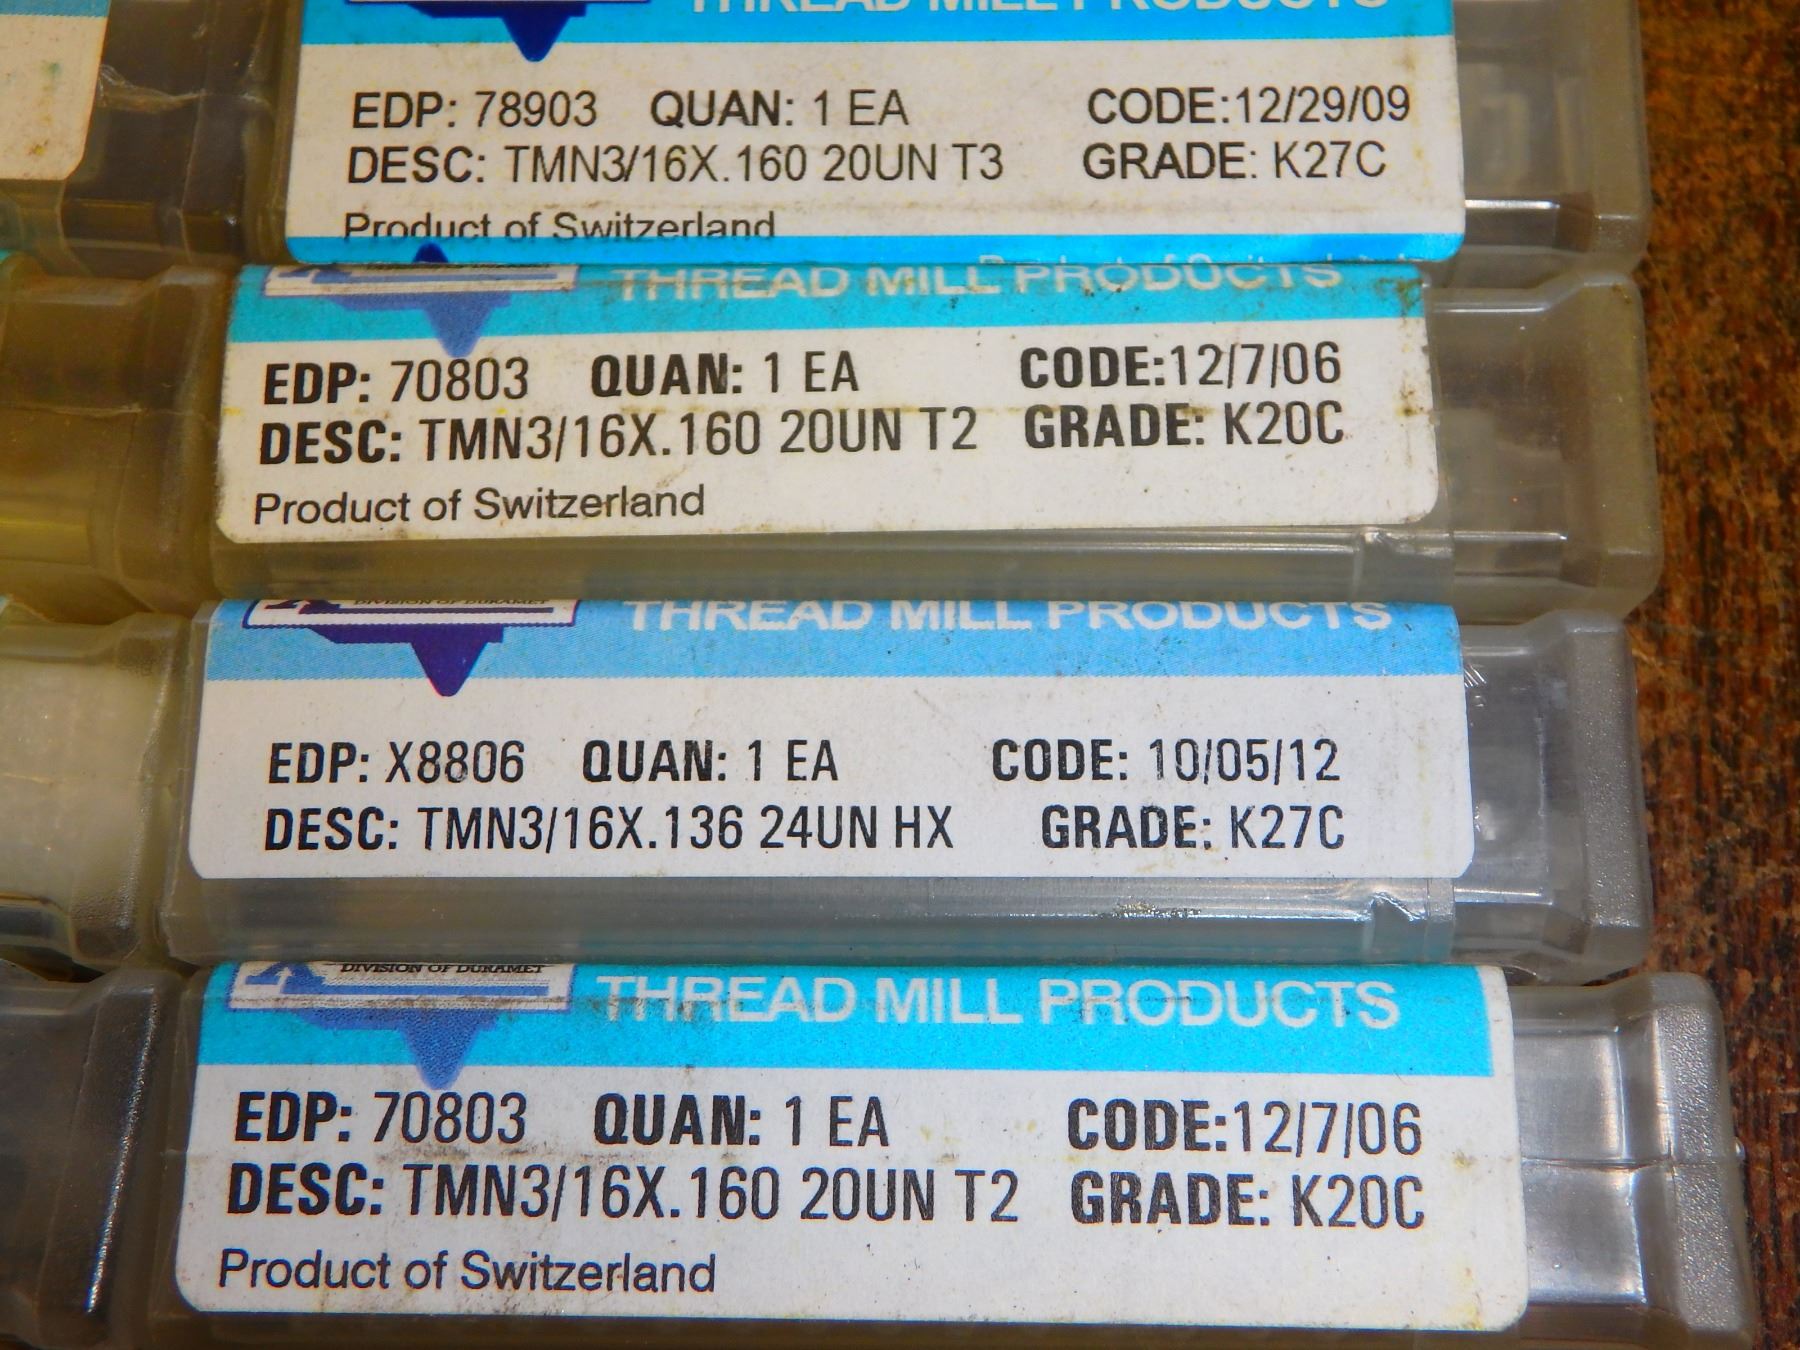 THREAD MILL PRODUCTS
EDP: 78903 QUAN: 1 EA CODE:12/29/09
DESC: TMN3/16X.160 20UN T3 GRADE: K27C
Product of Switzerland
THREAD MILL PRODUCTS
EDP: 70803 QUAN: 1 EA CODE:12/7/06
DESC: TMN3/16X.160 20UN T2 GRADE: K20C
Product of Switzerland
DIVISION OF DURAMET
THREAD MILL PRODUCTS
EDP: X8806 QUAN: 1 EA CODE: 10/05/12
DESC: TMN3/16X.136 24UN HX GRADE: K27C
DIVISION OF DURAMET
THREAD MILL PRODUCTS
EDP: 70803 QUAN: 1 EA CODE:12/7/06
DESC: TMN3/16X.160 20UN T2 GRADE: K20C
Product of Switzerland